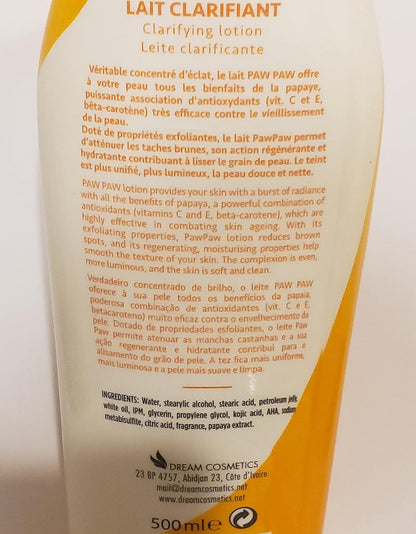 LAIT CLARIFIANT
Clarifying lotion
Leite clarificante
Véritable concentré d'éclat, le lait PAW PAW offre
à votre peau tous les bienfaits de la papaye,
puissante association d'antioxydants (vit. C et E,
bêta-carotène) très efficace contre le vieillissement
de la peau.
Doté de propriétés exfoliantes, le lait PawPaw permet
d'atténuer les taches brunes, son action régénérante et
hydratante contribuant à lisser le grain de peau. Le teint
est plus unifié, plus lumineux, la peau douce et nette.
PAW PAW lotion provides your skin with a burst of radiance
with all the benefits of papaya, a powerful combination of
antioxidants (vitamins C and E, beta-carotene), which are
highly effective in combating skin ageing. With its
exfoliating properties, PawPaw lotion reduces brown
spots, and its regenerating, moisturising properties help
smooth the texture of your skin. The complexion is even,
more luminous, and the skin is soft and clean.
Verdadeiro concentrado de brilho, o leite PAW PAW
oferece à sua pele todos os benefícios da papaia,
poderosa combinação de antioxidantes (vit. C e E,
betacaroteno) muito eficaz contra o envelhecimento da
pele. Dotado de propriedades esfoliantes, o leite Paw
Paw permite atenuar as manchas castanhas e a sua
ação regenerante e hidratante contribui para o
alisamento do grão de pele. A tez fica mais uniforme,
mais luminosa e a pele mais suave e limpa.
INGREDIENTS: Water, stearylic alcohol, stearic acid, petroleum jelly,
white oil, IPM, glycerin, propylene glycol, kojic acid, AHA, sodium
metabisulfite, citric acid, fragrance, papaya extract.
DREAM COSMETICS
23 BP 4757, Abidjan 23, Côte d'Ivoire
mail@dreamcosmetics.net
www.dreamcosmetics.net
500ml e